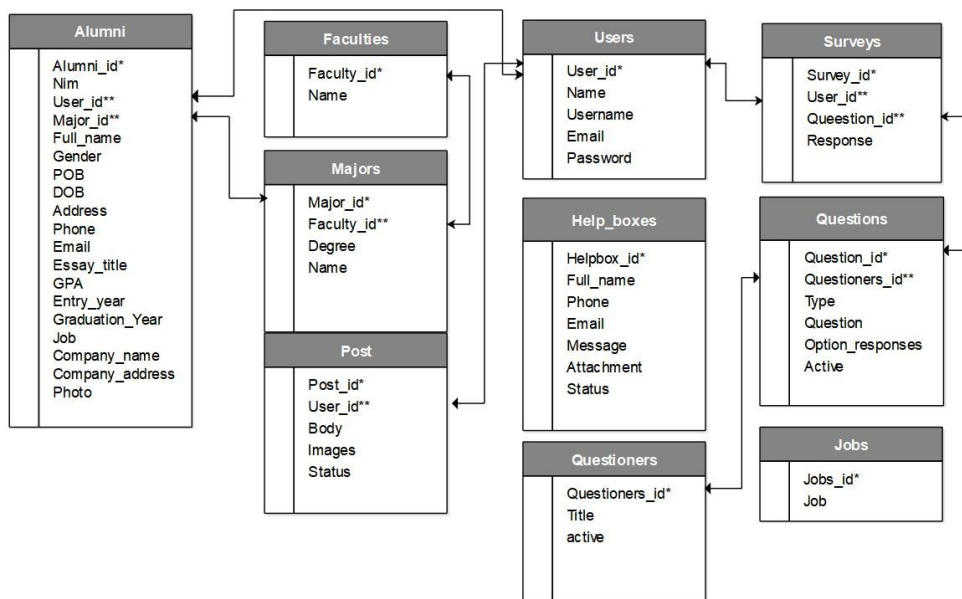 Alumni
Alumni_id*
Nim
User_id**
Major_id**
Full_name
Gender
POB
DOB
Address
Phone
Email
Essay_title
GPA
Entry_year
Graduation_Year
Job
Company_name
Company_address
Photo
Faculties
Faculty_id*
Name
Majors
Major_id*
Faculty_id**
Degree
Name
Post
Post_id*
User_id**
Body
Images
Status
Users
User_id*
Name
Username
Email
Password
Help_boxes
Helpbox_id*
Full_name
Phone
Email
Message
Attachment
Status
Questioners
Questioners_id*
Title
active
Surveys
Survey_id*
User_id**
Queestion_id**
Response
Questions
Question_id*
Questioners_id**
Type
Question
Option_responses
Active
Jobs
Jobs_id*
Job